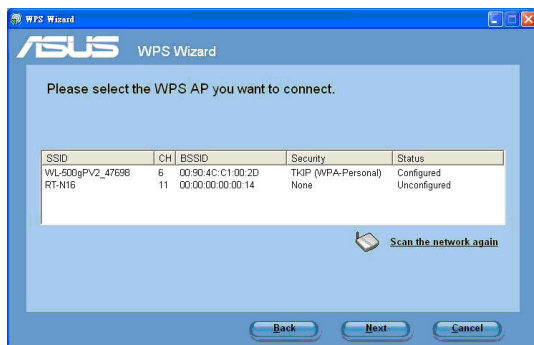 WPS Wizard
ASUS WPS Wizard
Please select the WPS AP you want to connect.
SSID CH BSSID Security Status
WL-500gPV2_47698 6 00:90:4C:C1:00:2D TKIP (WPA-Personal) Configured
RT-N16 11 00:00:00:00:00:14 None Unconfigured
Scan the network again
Back Next Cancel